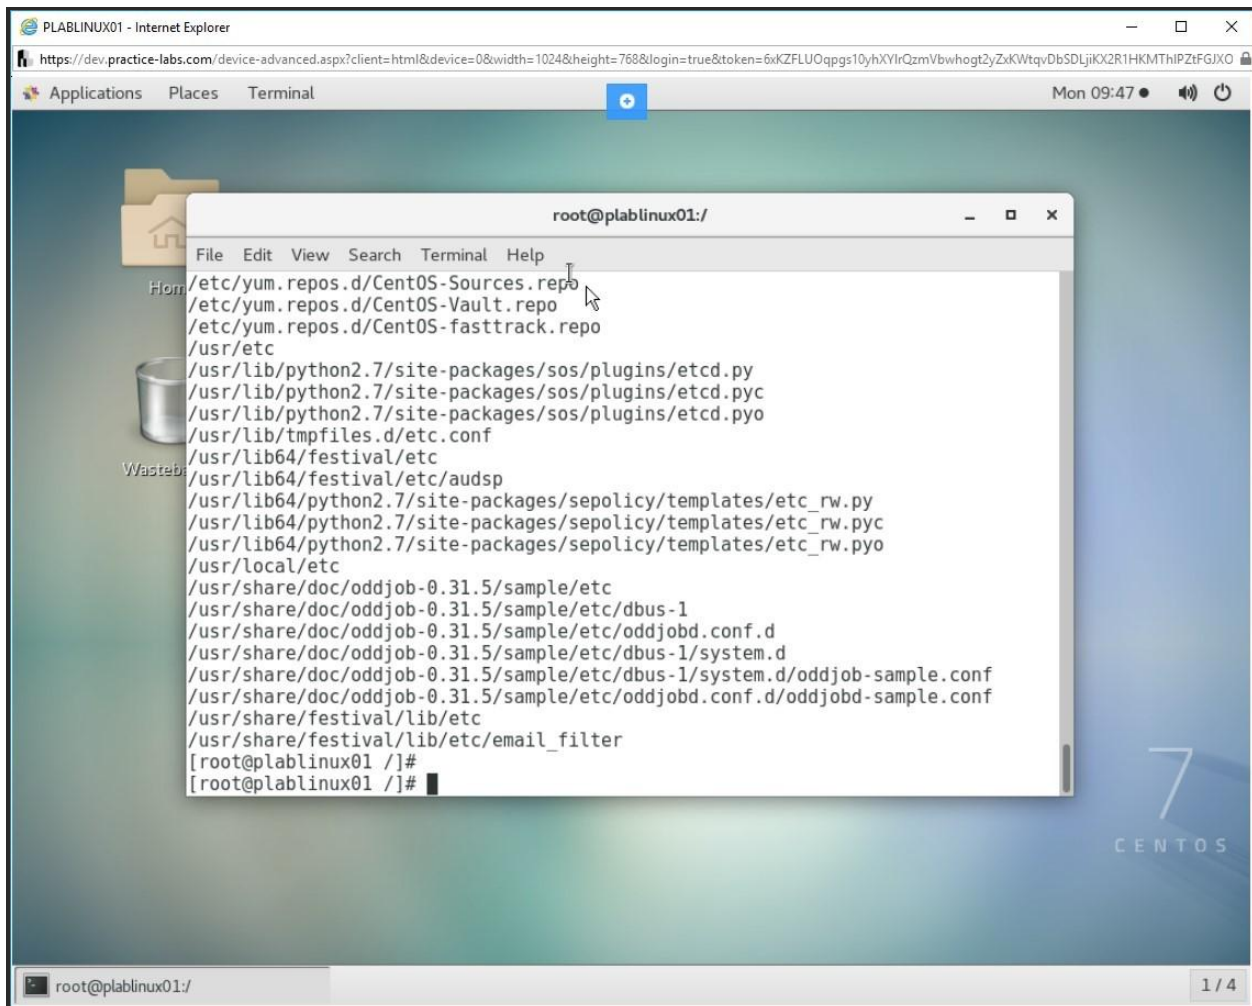 PLABLINUX01 - Internet Explorer
https://dev.practice-labs.com/device-advanced.aspx?client=html&device=0&width=1024&height=768&login=true&token=
Applications Places Terminal
Mon 09:47
root@plablinux01:/
File Edit View Search Terminal Help
/etc/yum.repos.d/CentOS-Sources.repo
/etc/yum.repos.d/CentOS-Vault.repo
/etc/yum.repos.d/CentOS-fasttrack.repo
/usr/etc
/usr/lib/python2.7/site-packages/sos/plugins/etcd.py
/usr/lib/python2.7/site-packages/sos/plugins/etcd.pyc
/usr/lib/python2.7/site-packages/sos/plugins/etcd.pyo
/usr/lib/tmpfiles.d/etc.conf
/usr/lib64/festival/etc
/usr/lib64/festival/etc/audsp
/usr/lib64/python2.7/site-packages/sepolicy/templates/etc_rw.py
/usr/lib64/python2.7/site-packages/sepolicy/templates/etc_rw.pyc
/usr/lib64/python2.7/site-packages/sepolicy/templates/etc_rw.pyo
/usr/local/etc
/usr/share/doc/oddjob-0.31.5/sample/etc
/usr/share/doc/oddjob-0.31.5/sample/etc/dbus-1
/usr/share/doc/oddjob-0.31.5/sample/etc/oddjobd.conf.d
/usr/share/doc/oddjob-0.31.5/sample/etc/dbus-1/system.d
/usr/share/doc/oddjob-0.31.5/sample/etc/dbus-1/system.d/oddjob-sample.conf
/usr/share/doc/oddjob-0.31.5/sample/etc/oddjobd.conf.d/oddjobd-sample.conf
/usr/share/festival/lib/etc
/usr/share/festival/lib/etc/email_filter
[root@plablinux01 /]#
[root@plablinux01 /]#
Hom
Wasteb
7
CENTOS
root@plablinux01:/
1 / 4